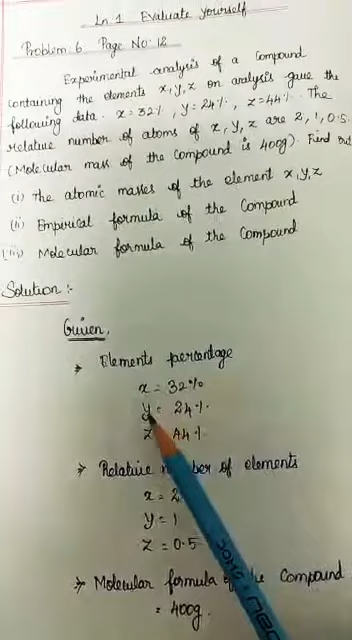 Ln 1 Evaluate yourself
Problem: 6 Page No: 12
Experimental analysis of a compound
containing the elements x, y, z on analysis gave the
following data. x = 32%, y = 24%, z = 44%. The
relative number of atoms of x, y, z are 2, 1, 0.5.
(Molecular mass of the compound is 400g). Find out
(i) The atomic masses of the element x, y, z
(ii) Empirical formula of the compound
(iii) Molecular formula of the compound
Solution :-
Given,
* Elements percentage
x = 32%
y = 24%.
z = 44%.
* Relative number of elements
x = 2
y = 1
z = 0.5
* Molecular formula of the compound
= 400g.